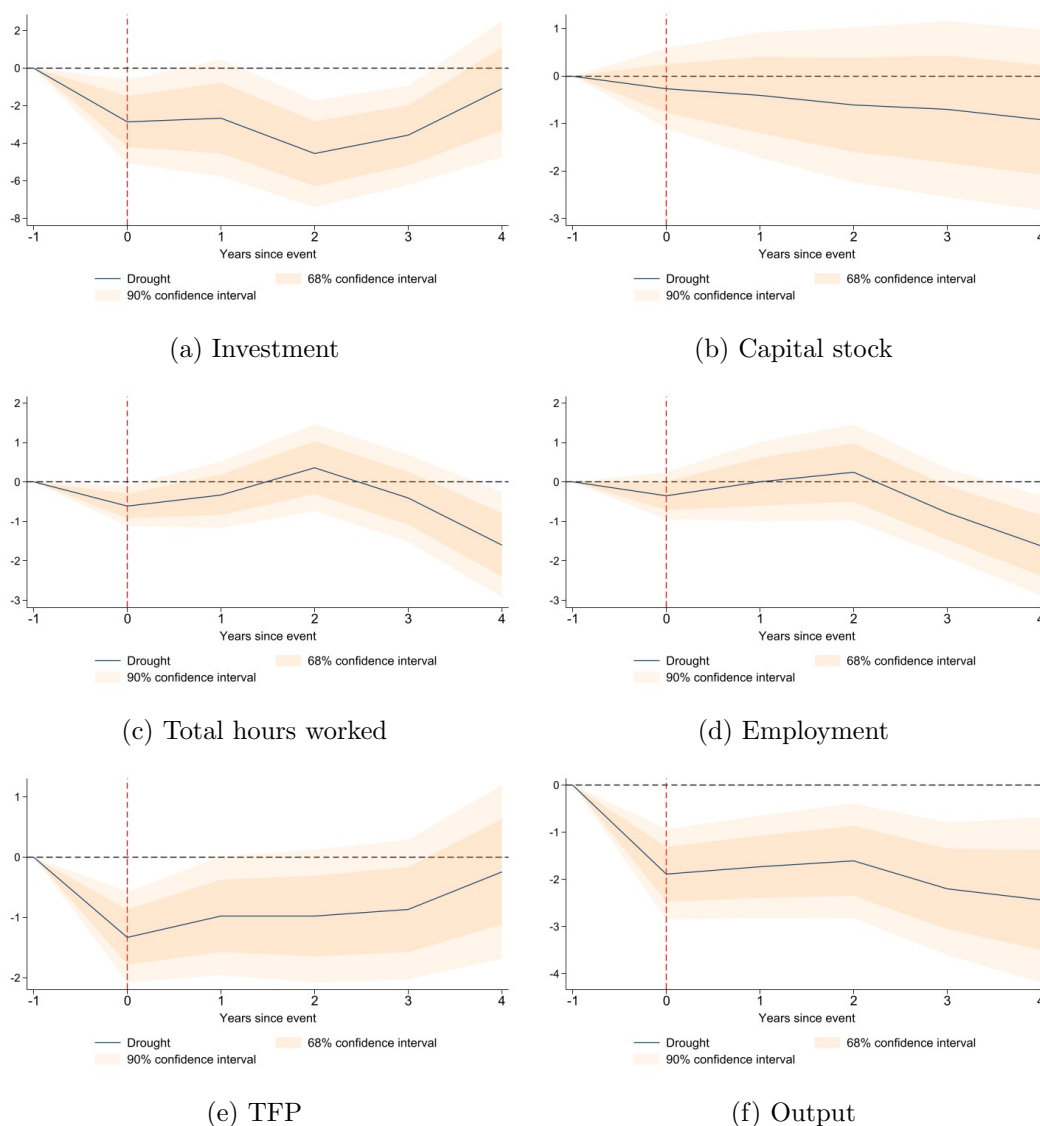 2
0
-2
-4
-6
-8
-1 0 1 2 3 4
Years since event
Drought 68% confidence interval
90% confidence interval
(a) Investment
1
0
-1
-2
-3
-1 0 1 2 3 4
Years since event
Drought 68% confidence interval
90% confidence interval
(b) Capital stock
2
1
0
-1
-2
-3
-1 0 1 2 3 4
Years since event
Drought 68% confidence interval
90% confidence interval
(c) Total hours worked
2
1
0
-1
-2
-3
-1 0 1 2 3 4
Years since event
Drought 68% confidence interval
90% confidence interval
(d) Employment
1
0
-1
-2
-1 0 1 2 3 4
Years since event
Drought 68% confidence interval
90% confidence interval
(e) TFP
0
-1
-2
-3
-4
-1 0 1 2 3 4
Years since event
Drought 68% confidence interval
90% confidence interval
(f) Output